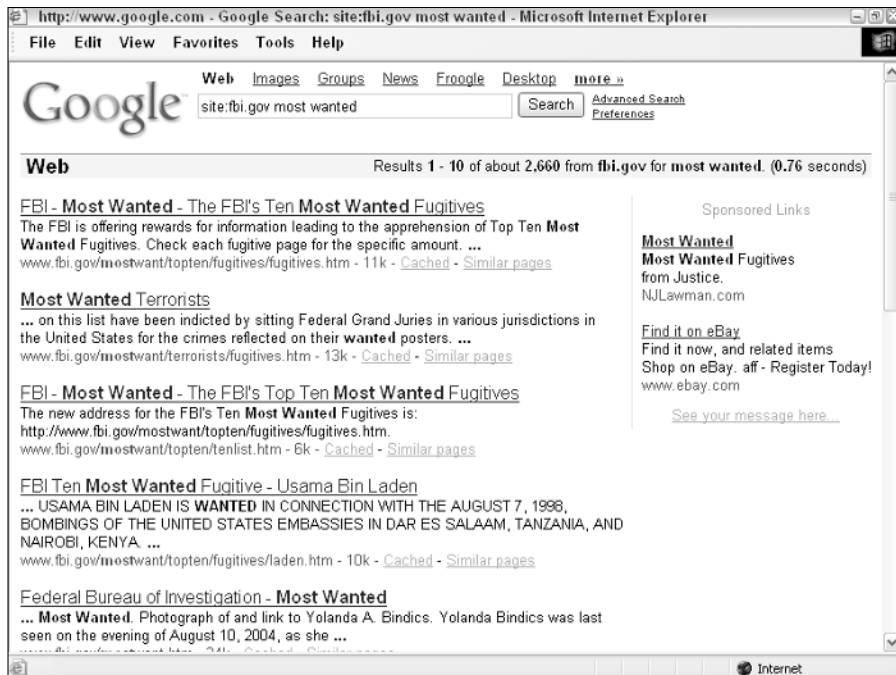 http://www.google.com - Google Search: site:fbi.gov most wanted - Microsoft Internet Explorer
File Edit View Favorites Tools Help
Web Images Groups News Froogle Desktop more »
Google™
site:fbi.gov most wanted Search Advanced Search
Preferences
Web Results 1 - 10 of about 2,660 from fbi.gov for most wanted. (0.76 seconds)
FBI - Most Wanted - The FBI's Ten Most Wanted Fugitives
The FBI is offering rewards for information leading to the apprehension of Top Ten Most
Wanted Fugitives. Check each fugitive page for the specific amount. ...
www.fbi.gov/mostwant/topten/fugitives/fugitives.htm - 11k - Cached - Similar pages
Most Wanted Terrorists
... on this list have been indicted by sitting Federal Grand Juries in various jurisdictions in
the United States for the crimes reflected on their wanted posters. ...
www.fbi.gov/mostwant/terrorists/fugitives.htm - 13k - Cached - Similar pages
FBI - Most Wanted - The FBI's Top Ten Most Wanted Fugitives
The new address for the FBI's Ten Most Wanted Fugitives is:
http://www.fbi.gov/mostwant/topten/fugitives/fugitives.htm.
www.fbi.gov/mostwant/topten/tenlist.htm - 6k - Cached - Similar pages
FBI Ten Most Wanted Fugitive - Usama Bin Laden
... USAMA BIN LADEN IS WANTED IN CONNECTION WITH THE AUGUST 7, 1998,
BOMBINGS OF THE UNITED STATES EMBASSIES IN DAR ES SALAAM, TANZANIA, AND
NAIROBI, KENYA. ...
www.fbi.gov/mostwant/topten/fugitives/laden.htm - 10k - Cached - Similar pages
Federal Bureau of Investigation - Most Wanted
... Most Wanted. Photograph of and link to Yolanda A. Bindics. Yolanda Bindics was last
seen on the evening of August 10, 2004, as she ...
Sponsored Links
Most Wanted
Most Wanted Fugitives
from Justice.
NJLawman.com
Find it on eBay
Find it now, and related items
Shop on eBay. aff - Register Today!
www.ebay.com
See your message here...
Internet